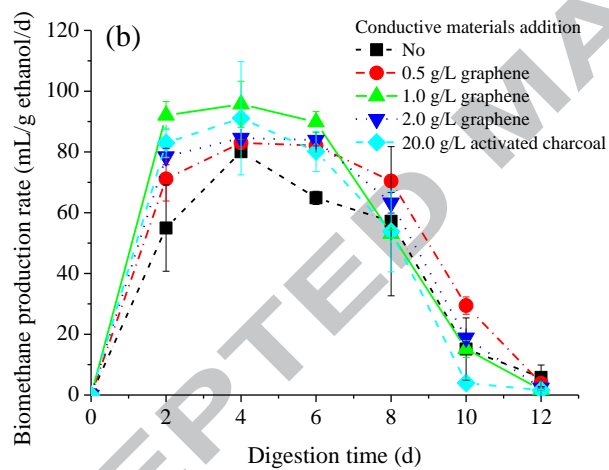 (b)
Conductive materials addition
No
0.5 g/L graphene
1.0 g/L graphene
2.0 g/L graphene
20.0 g/L activated charcoal
Biomethane production rate (mL/g ethanol/d)
120
100
80
60
40
20
0
0 2 4 6 8 10 12
Digestion time (d)
EPTED MA